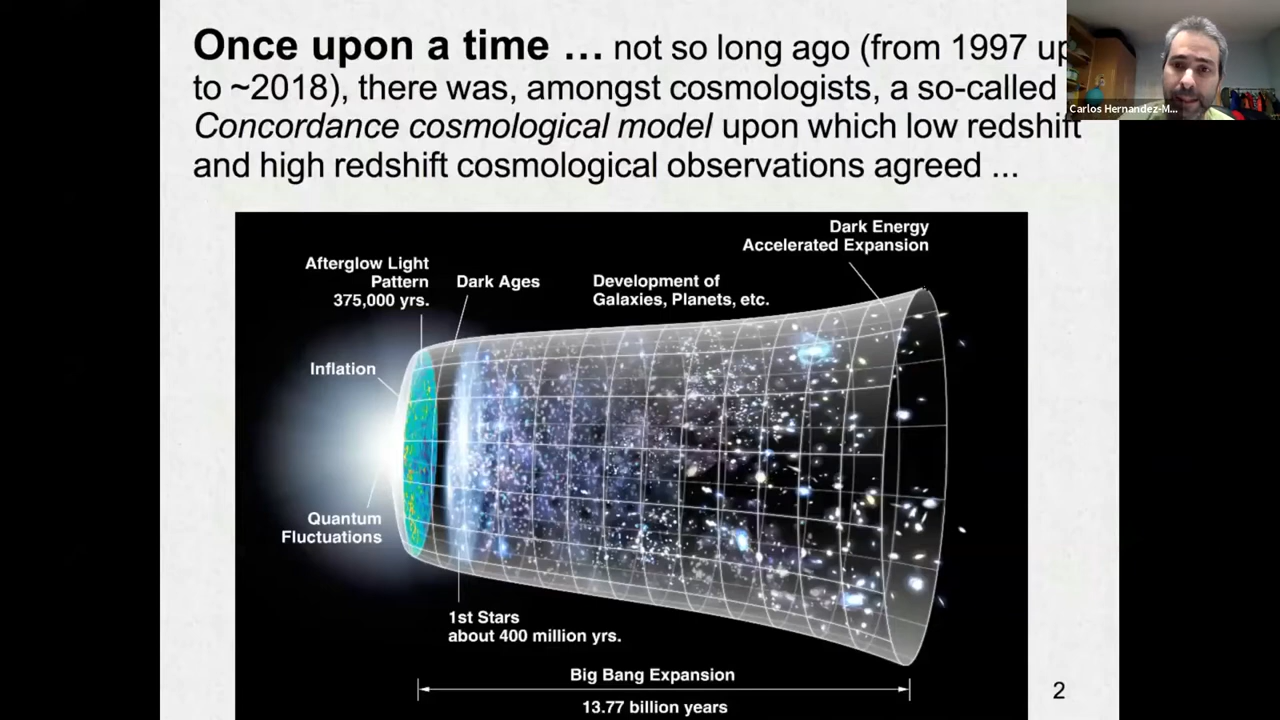 Once upon a time ... not so long ago (from 1997 up
to ~2018), there was, amongst cosmologists, a so-called
Concordance cosmological model upon which low redshift
and high redshift cosmological observations agreed ...
Carlos Hernandez-M...
Dark Energy
Accelerated Expansion
Afterglow Light
Pattern
375,000 yrs.
Dark Ages
Development of
Galaxies, Planets, etc.
Inflation
Quantum
Fluctuations
1st Stars
about 400 million yrs.
Big Bang Expansion
13.77 billion years
2